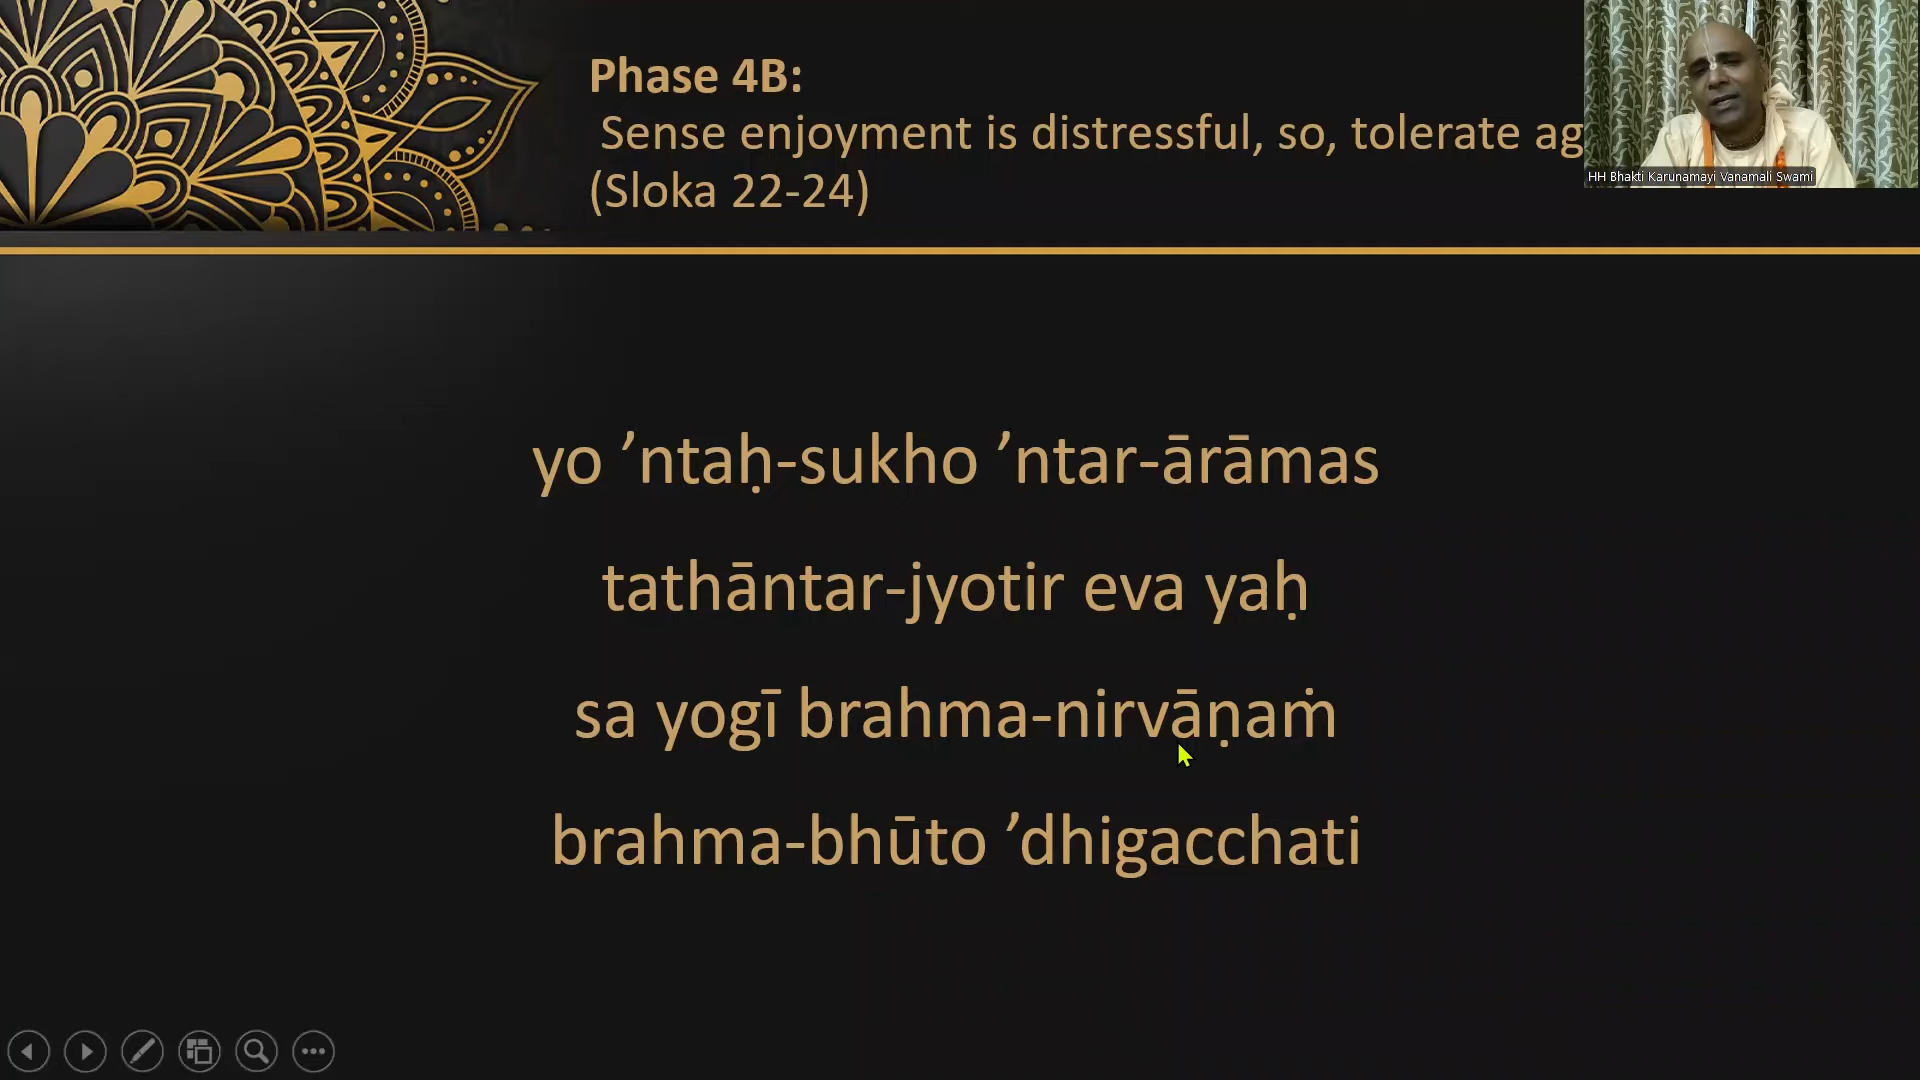 Phase 4B:
Sense enjoyment is distressful, so, tolerate
(Sloka 22-24)
HH Bhakti Karunamayi Vanamali Swami
yo ’ntaḥ-sukho ’ntar-ārāmas
tathāntar-jyotir eva yaḥ
sa yogī brahma-nirvāṇaṁ
brahma-bhūto ’dhigacchati